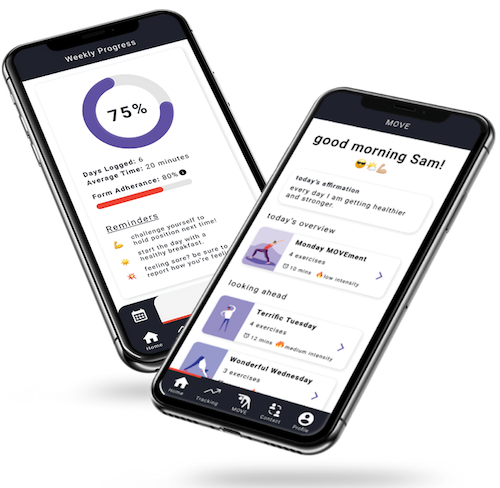 Weekly Progress
75%
Days Logged: 6
Average Time: 20 minutes
Form Adherance: 80%
Reminders
challenge yourself to
hold position next time!
start the day with a
healthy breakfast.
feeling sore? be sure to
report how you're feel
Home
MOVE
good morning Sam!
today's affirmation
every day I am getting healthier
and stronger.
today's overview
Monday MOVEment
4 exercises
10 mins low intensity
looking ahead
Terrific Tuesday
4 exercises
12 mins medium intensity
Wonderful Wednesday
3 exercises
Home
Tracking
MOVE
Contact
Profile